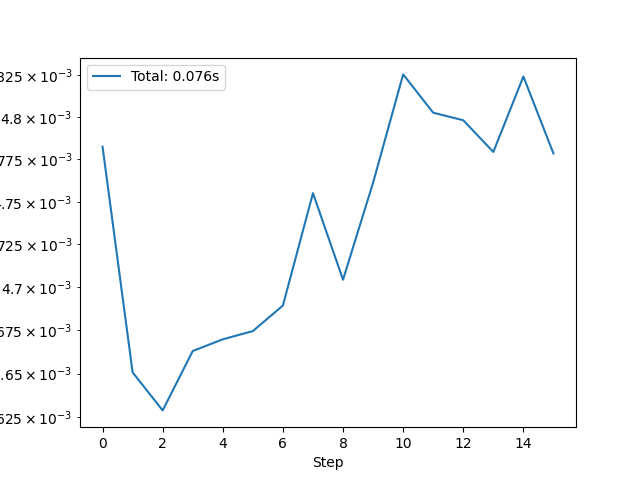 Total: 0.076s
825 × 10⁻³
4.8 × 10⁻³
775 × 10⁻³
.75 × 10⁻³
725 × 10⁻³
4.7 × 10⁻³
675 × 10⁻³
.65 × 10⁻³
625 × 10⁻³
0 2 4 6 8 10 12 14
Step